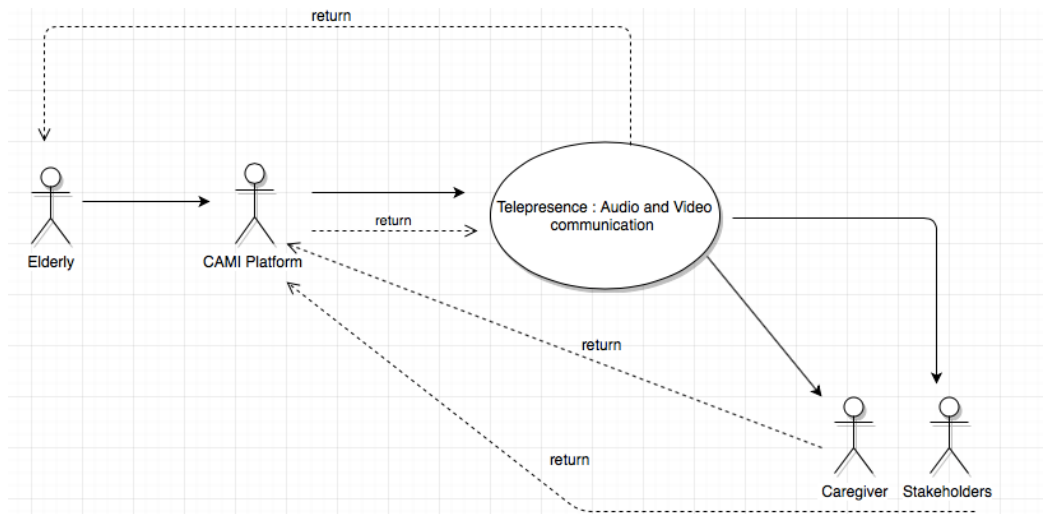 return
Telepresence : Audio and Video
communication
return
Elderly
CAMI Platform
return
return
Caregiver
Stakeholders